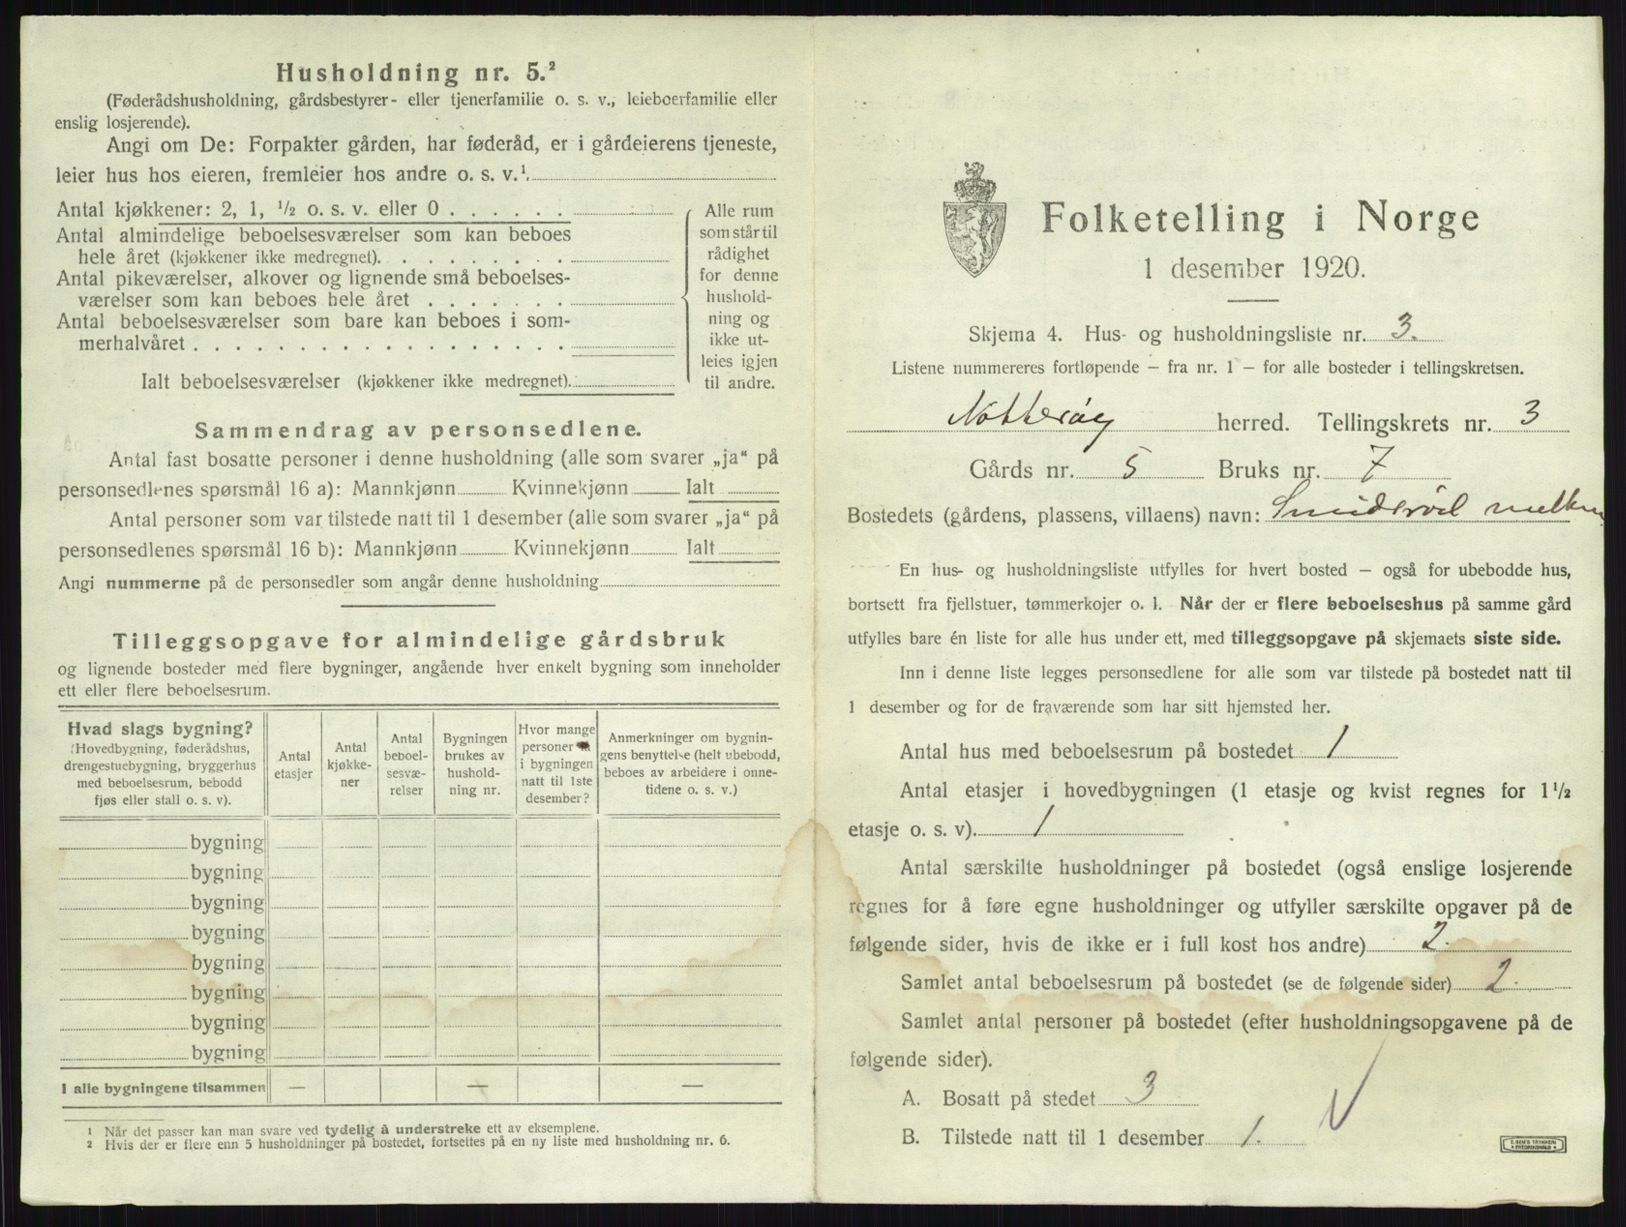 Husholdning nr. 5.²
(Føderådshusholdning, gårdsbestyrer- eller tjenerfamilie o. s. v., leieboerfamilie eller
enslig losjerende).
Angi om De: Forpakter gården, har føderåd, er i gårdeierens tjeneste,
leier hus hos eieren, fremleier hos andre o. s. v.¹.
Antal kjøkkener: 2, 1, ½ o. s. v. eller 0 . . . . . .
Antal almindelige beboelsesværelser som kan beboes
hele året (kjøkkener ikke medregnet). . . . . . . .
Antal pikeværelser, alkover og lignende små beboelses-
værelser som kan beboes hele året . . . . . . .
Antal beboelsesværelser som bare kan beboes i som-
merhalvåret . . . . . . . . . . . . . . . . . .
Ialt beboelsesværelser (kjøkkener ikke medregnet).
Alle rum
som står til
rådighet
for denne
hushold-
ning og
ikke ut-
leies igjen
til andre.
Sammendrag av personsedlene.
Antal fast bosatte personer i denne husholdning (alle som svarer „ja“ på
personsedlenes spørsmål 16 a): Mannkjønn Kvinnekjønn Ialt
Antal personer som var tilstede natt til 1 desember (alle som svarer „ja“ på
personsedlenes spørsmål 16 b): Mannkjønn Kvinnekjønn Ialt
Angi nummerne på de personsedler som angår denne husholdning
Tilleggsopgave for almindelige gårdsbruk
og lignende bosteder med flere bygninger, angående hver enkelt bygning som inneholder
ett eller flere beboelsesrum.
Hvad slags bygning?
(Hovedbygning, føderådshus,
drengestuebygning, bryggerhus
med beboelsesrum, bebodd
fjøs eller stall o. s. v).
Antal
etasjer
Antal
kjøkke-
ner
Antal
beboel-
sesvæ-
relser
Bygningen
brukes av
hushold-
ning nr.
Hvor mange
personer
i bygningen
natt til 1ste
desember?
Anmerkninger om bygnin-
gens benyttelse (helt ubebodd,
beboes av arbeidere i onne-
tidene o. s. v.)
bygning
bygning
bygning
bygning
bygning
bygning
bygning
bygning
I alle bygningene tilsammen — — —
¹ Når det passer kan man svare ved tydelig å understreke ett av eksemplene.
² Hvis der er flere enn 5 husholdninger på bostedet, fortsettes på en ny liste med husholdning nr. 6.
Folketelling i Norge
1 desember 1920.
Skjema 4. Hus- og husholdningsliste nr. 3.
Listene nummereres fortløpende — fra nr. 1 — for alle bosteder i tellingskretsen.
Nøtterøy herred. Tellingskrets nr. 3
Gårds nr. 5 Bruks nr. 7
Bostedets (gårdens, plassens, villaens) navn: Smiderød
En hus- og husholdningsliste utfylles for hvert bosted — også for ubebodde hus,
bortsett fra fjellstuer, tømmerkojer o. l. Når der er flere beboelseshus på samme gård
utfylles bare én liste for alle hus under ett, med tilleggsopgave på skjemaets siste side.
Inn i denne liste legges personsedlene for alle som var tilstede på bostedet natt til
1 desember og for de fraværende som har sitt hjemsted her.
Antal hus med beboelsesrum på bostedet 1
Antal etasjer i hovedbygningen (1 etasje og kvist regnes for 1½
etasje o. s. v). 1
Antal særskilte husholdninger på bostedet (også enslige losjerende
regnes for å føre egne husholdninger og utfyller særskilte opgaver på de
følgende sider, hvis de ikke er i full kost hos andre) 2.
Samlet antal beboelsesrum på bostedet (se de følgende sider) 2.
Samlet antal personer på bostedet (efter husholdningsopgavene på de
følgende sider).
A. Bosatt på stedet 3
B. Tilstede natt til 1 desember 1.